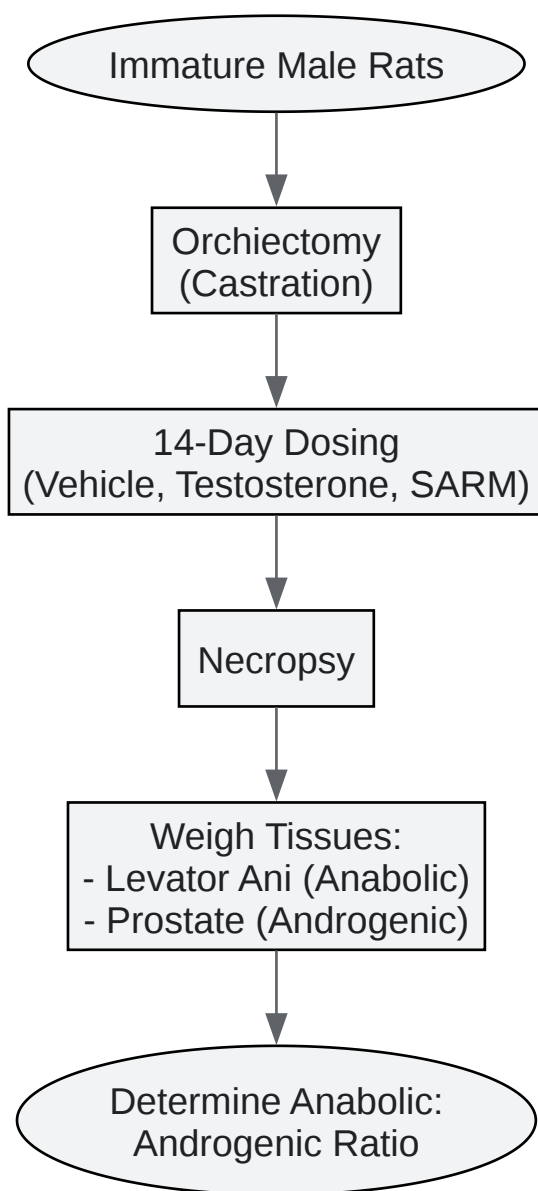 Immature Male Rats
Orchiectomy
(Castration)
14-Day Dosing
(Vehicle, Testosterone, SARM)
Necropsy
Weigh Tissues:
- Levator Ani (Anabolic)
- Prostate (Androgenic)
Determine Anabolic:
Androgenic Ratio